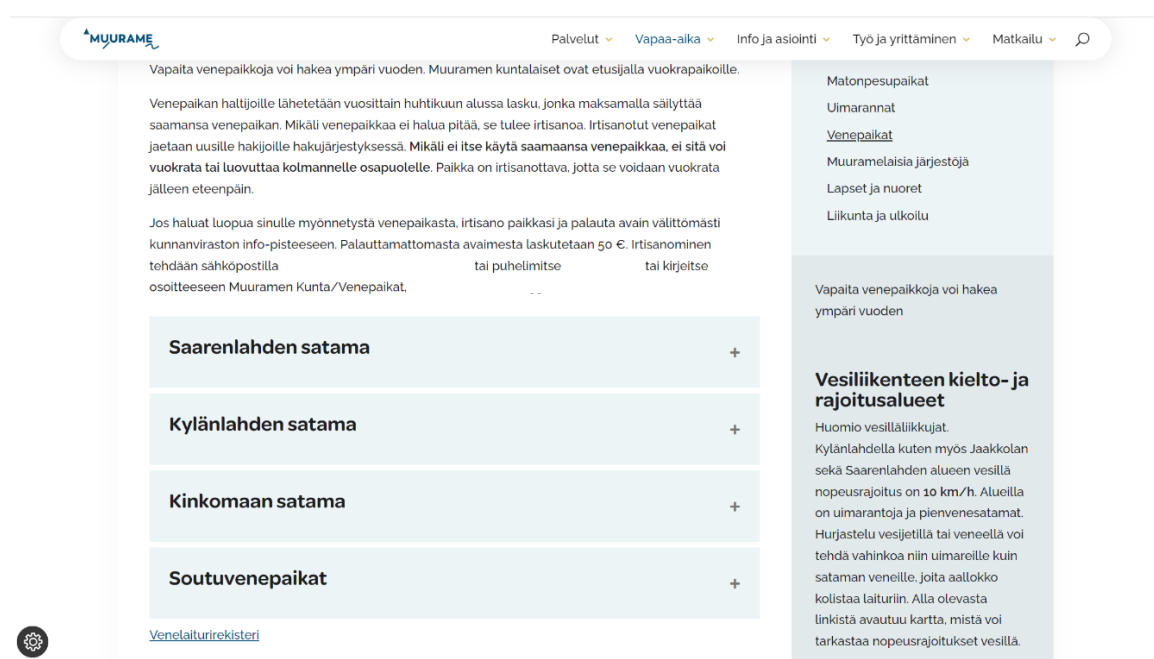 MUURAME
Palvelut
Vapaa-aika
Info ja asiointi
Työ ja yrittäminen
Matkailu
Vapaita venepaikkoja voi hakea ympäri vuoden. Muuramen kuntalaiset ovat etusijalla vuokrapaikoille.
Venepaikan haltijoille lähetetään vuosittain huhtikuun alussa lasku, jonka maksamalla säilyttää
saamansa venepaikan. Mikäli venepaikkaa ei halua pitää, se tulee irtisanoa. Irtisanotut venepaikat
jaetaan uusille hakijoille hakujärjestyksessä. Mikäli ei itse käytä saamaansa venepaikkaa, ei sitä voi
vuokrata tai luovuttaa kolmannelle osapuolelle. Paikka on irtisanottava, jotta se voidaan vuokrata
jälleen eteenpäin.
Jos haluat luopua sinulle myönnetystä venepaikasta, irtisano paikkasi ja palauta avain välittömästi
kunnanviraston info-pisteeseen. Palauttamattomasta avaimesta laskutetaan 50 €. Irtisanominen
tehdään sähköpostilla tai puhelimitse tai kirjeitse
osoitteeseen Muuramen Kunta/Venepaikat,
Saarenlahden satama
Kylänlahden satama
Kinkomaan satama
Soutuvenepaikat
Venelaiturirekisteri
Matonpesupaikat
Uimarannat
Venepaikat
Muuramelaisia järjestöjä
Lapset ja nuoret
Liikunta ja ulkoilu
Vapaita venepaikkoja voi hakea
ympäri vuoden
Vesiliikenteen kielto- ja
rajoitusalueet
Huomio vesilläliikkujat.
Kylänlahdella kuten myös Jaakkolan
sekä Saarenlahden alueen vesillä
nopeusrajoitus on 10 km/h. Alueilla
on uimarantoja ja pienvenesatamat.
Hurjastelu vesijetillä tai veneellä voi
tehdä vahinkoa niin uimareille kuin
sataman veneille, joita aallokko
kolistaa laituriin. Alla olevasta
linkistä avautuu kartta, mistä voi
tarkastaa nopeusrajoitukset vesillä.